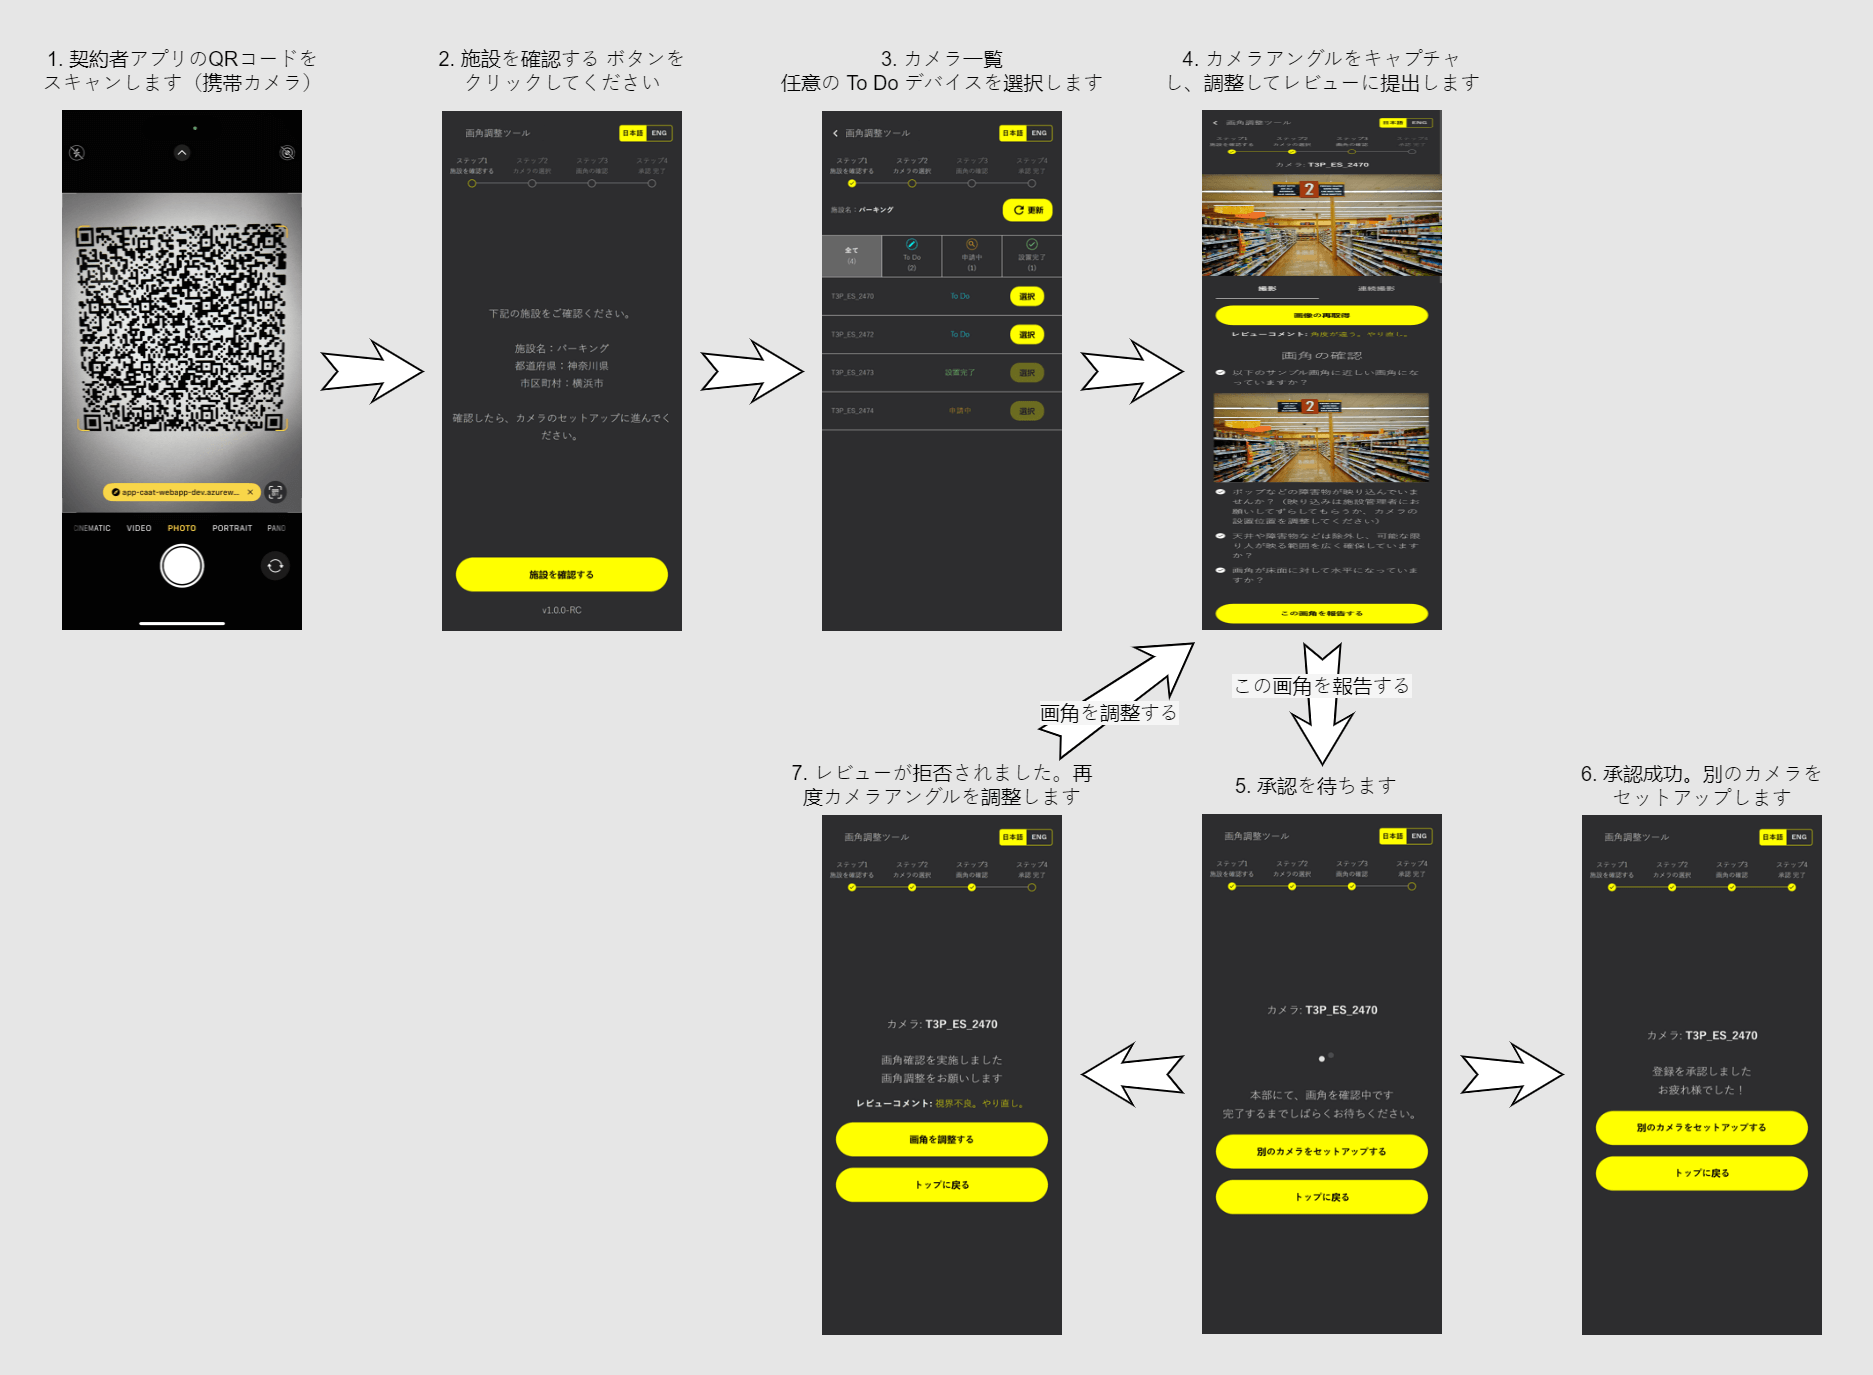 1. 契約者アプリのQRコードを
スキャンします（携帯カメラ）
app-caat-webapp-dev.azurew...
CINEMATIC VIDEO PHOTO PORTRAIT PANO
2. 施設を確認する ボタンを
クリックしてください
画角調整ツール 日本語 ENG
ステップ1 ステップ2 ステップ3 ステップ4
施設を確認する カメラの選択 画角の確認 承認 完了
下記の施設をご確認ください。
施設名：パーキング
都道府県：神奈川県
市区町村：横浜市
確認したら、カメラのセットアップに進んでく
ださい。
施設を確認する
v1.0.0-RC
3. カメラ一覧
任意の To Do デバイスを選択します
画角調整ツール 日本語 ENG
ステップ1 ステップ2 ステップ3 ステップ4
施設を確認する カメラの選択 画角の確認 承認 完了
施設名：パーキング 更新
全て To Do 申請中 設置完了
(4) (2) (1) (1)
T3P_ES_2470 To Do 選択
T3P_ES_2472 To Do 選択
T3P_ES_2473 設置完了 選択
T3P_ES_2474 申請中 選択
4. カメラアングルをキャプチャ
し、調整してレビューに提出します
画角調整ツール 日本語 ENG
ステップ1 ステップ2 ステップ3 ステップ4
施設を確認する カメラの選択 画角の確認 承認 完了
カメラ: T3P_ES_2470
2
撮影 連続撮影
画像の再取得
レビューコメント: 角度が違う。やり直し。
画角の確認
以下のサンプル画角に近しい画角にな
っていますか？
2
ポップなどの障害物が映り込んでいま
せんか？（映り込みは施設管理者にお
願いしてずらしてもらうか、カメラの
設置位置を調整してください）
天井や障害物などは除外し、可能な限
り人が映る範囲を広く確保しています
か？
画角が床面に対して水平になっていま
すか？
この画角を報告する
この画角を報告する
画角を調整する
7. レビューが拒否されました。再
度カメラアングルを調整します
画角調整ツール 日本語 ENG
ステップ1 ステップ2 ステップ3 ステップ4
施設を確認する カメラの選択 画角の確認 承認 完了
カメラ: T3P_ES_2470
画角確認を実施しました
画角調整をお願いします
レビューコメント: 視界不良。やり直し。
画角を調整する
トップに戻る
5. 承認を待ちます
画角調整ツール 日本語 ENG
ステップ1 ステップ2 ステップ3 ステップ4
施設を確認する カメラの選択 画角の確認 承認 完了
カメラ: T3P_ES_2470
本部にて、画角を確認中です
完了するまでしばらくお待ちください。
別のカメラをセットアップする
トップに戻る
6. 承認成功。別のカメラを
セットアップします
画角調整ツール 日本語 ENG
ステップ1 ステップ2 ステップ3 ステップ4
施設を確認する カメラの選択 画角の確認 承認 完了
カメラ: T3P_ES_2470
登録を承認しました
お疲れ様でした！
別のカメラをセットアップする
トップに戻る